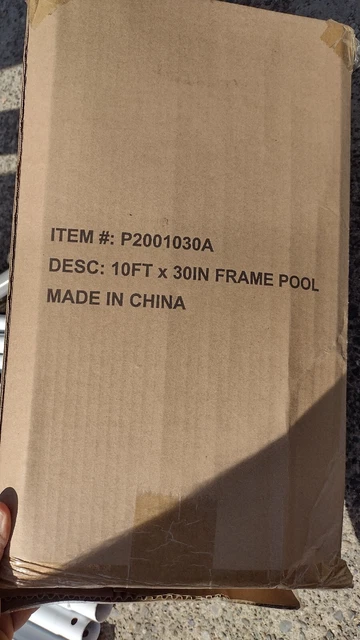 ITEM #: P2001030A
DESC: 10FT x 30IN FRAME POOL
MADE IN CHINA